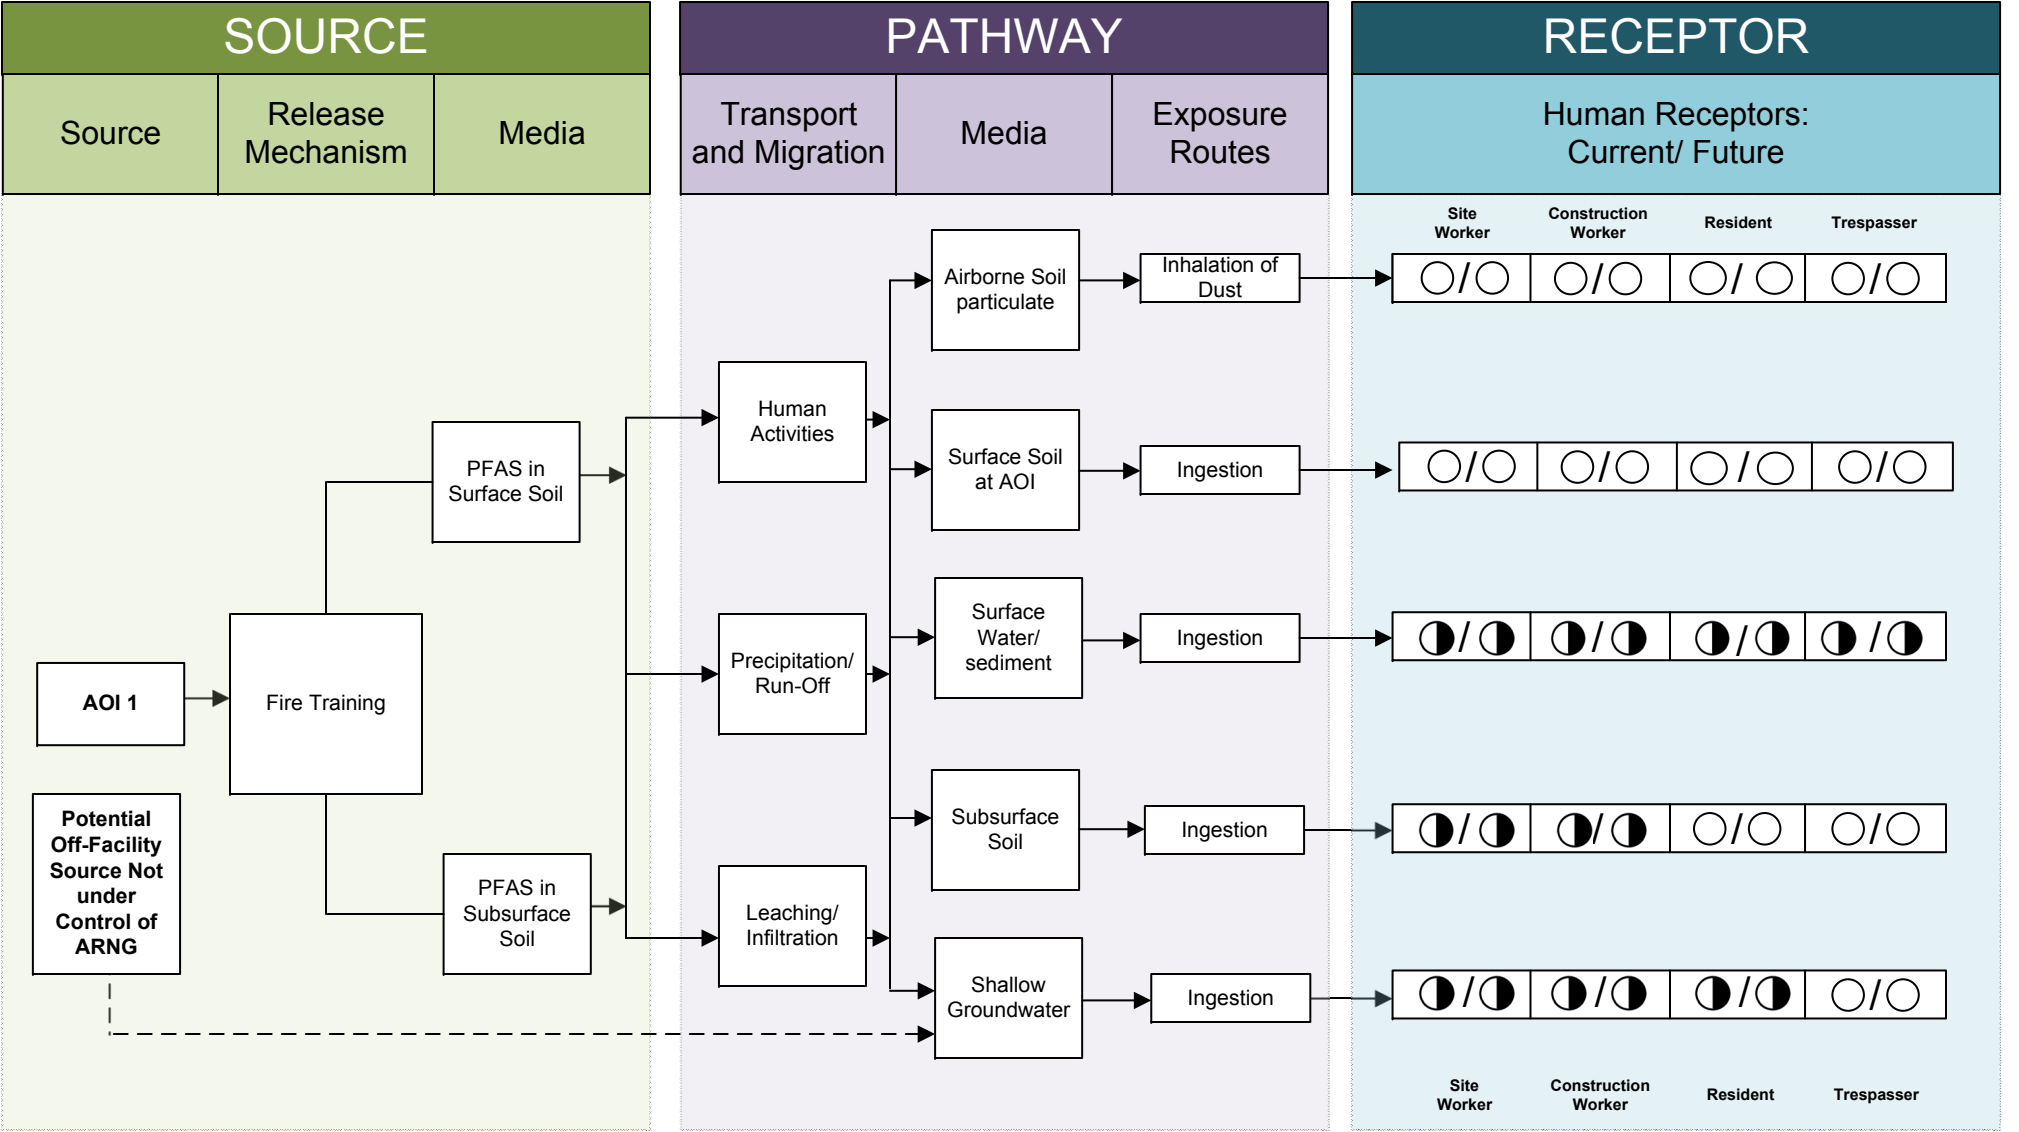 SOURCE
PATHWAY
RECEPTOR
Source
Release
Mechanism
Media
Transport
and Migration
Media
Exposure
Routes
Human Receptors:
Current/ Future
Site
Worker
Construction
Worker
Resident
Trespasser
AOI 1
Potential
Off-Facility
Source Not
under
Control of
ARNG
Fire Training
PFAS in
Surface Soil
PFAS in
Subsurface
Soil
Human
Activities
Precipitation/
Run-Off
Leaching/
Infiltration
Airborne Soil
particulate
Inhalation of
Dust
/ / / /
Surface Soil
at AOI
Ingestion
/ / / /
Surface
Water/
sediment
Ingestion
/ / / /
Subsurface
Soil
Ingestion
/ / / /
Shallow
Groundwater
Ingestion
/ / / /
Site
Worker
Construction
Worker
Resident
Trespasser